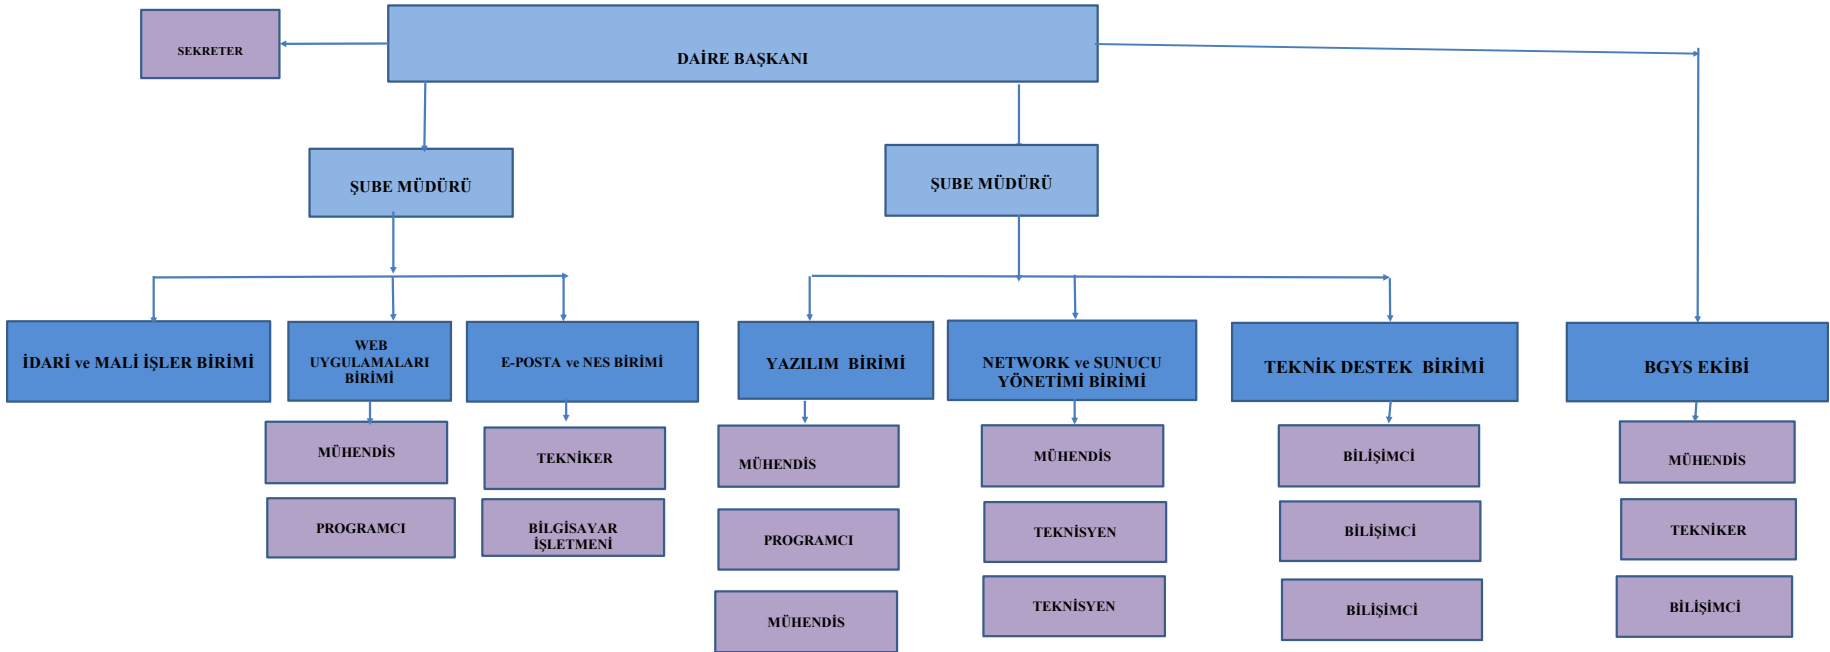 SEKRETER
DAİRE BAŞKANI
ŞUBE MÜDÜRÜ
ŞUBE MÜDÜRÜ
İDARİ ve MALİ İŞLER BİRİMİ
WEB
UYGULAMALARI
BİRİMİ
E-POSTA ve NES BİRİMİ
YAZILIM BİRİMİ
NETWORK ve SUNUCU
YÖNETİMİ BİRİMİ
TEKNİK DESTEK BİRİMİ
BGYS EKİBİ
MÜHENDİS
TEKNİKER
MÜHENDİS
MÜHENDİS
BİLİŞİMCİ
MÜHENDİS
PROGRAMCI
BİLGİSAYAR
İŞLETMENİ
PROGRAMCI
TEKNİSYEN
BİLİŞİMCİ
TEKNİKER
MÜHENDİS
TEKNİSYEN
BİLİŞİMCİ
BİLİŞİMCİ